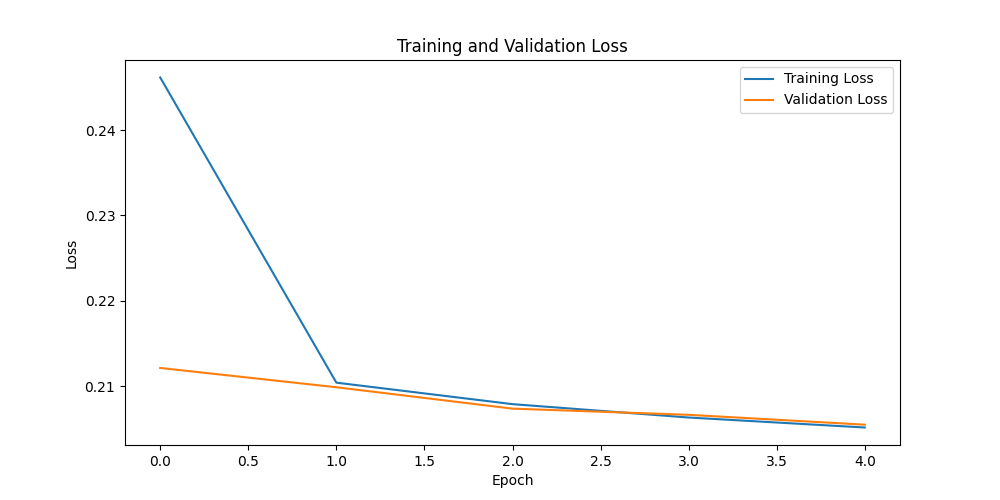 Training and Validation Loss
Training Loss
Validation Loss
0.24
0.23
0.22
0.21
Loss
0.0 0.5 1.0 1.5 2.0 2.5 3.0 3.5 4.0
Epoch